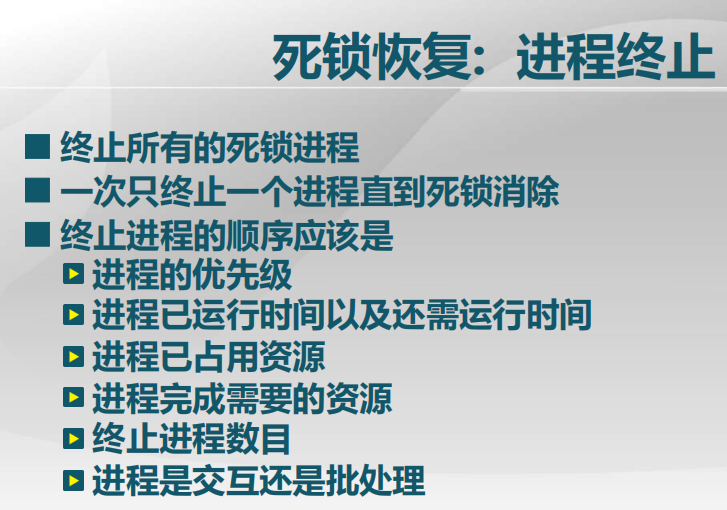 死锁恢复：进程终止
终止所有的死锁进程
一次只终止一个进程直到死锁消除
终止进程的顺序应该是
进程的优先级
进程已运行时间以及还需运行时间
进程已占用资源
进程完成需要的资源
终止进程数目
进程是交互还是批处理